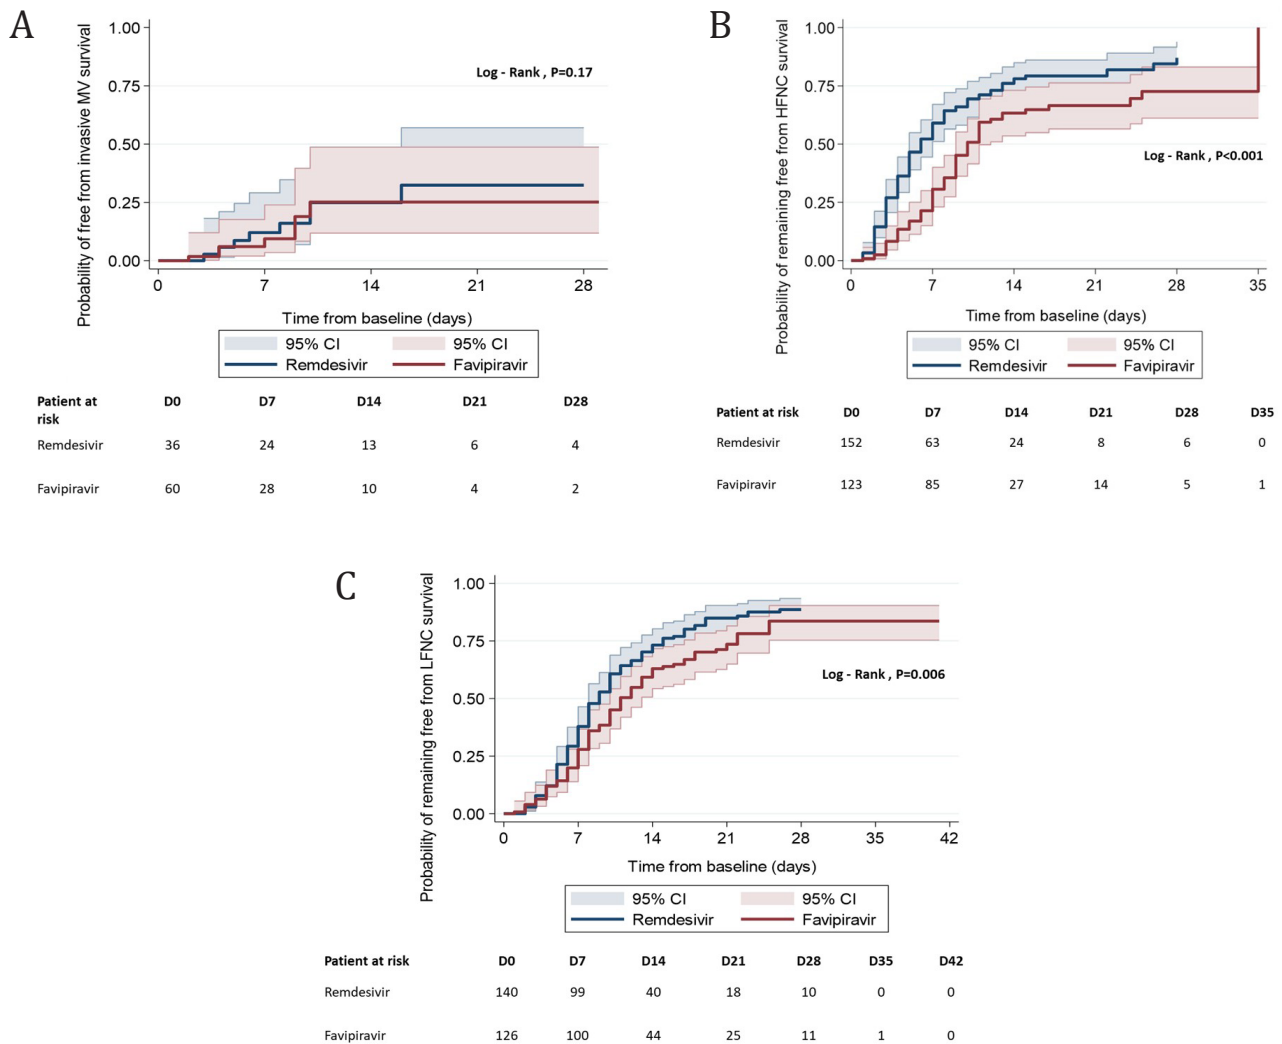 A
Probability of free from invasive MV survival
1.00
0.75
0.50
0.25
0.00
Log - Rank , P=0.17
0 7 14 21 28
Time from baseline (days)
95% CI 95% CI
Remdesivir Favipiravir
Patient at risk D0 D7 D14 D21 D28
Remdesivir 36 24 13 6 4
Favipiravir 60 28 10 4 2
B
Probability of remaining free from HFNC survival
1.00
0.75
0.50
0.25
0.00
Log - Rank , P<0.001
0 7 14 21 28 35
Time from baseline (days)
95% CI 95% CI
Remdesivir Favipiravir
Patient at risk D0 D7 D14 D21 D28 D35
Remdesivir 152 63 24 8 6 0
Favipiravir 123 85 27 14 5 1
C
Probability of remaining free from LFNC survival
1.00
0.75
0.50
0.25
0.00
Log - Rank , P=0.006
0 7 14 21 28 35 42
Time from baseline (days)
95% CI 95% CI
Remdesivir Favipiravir
Patient at risk D0 D7 D14 D21 D28 D35 D42
Remdesivir 140 99 40 18 10 0 0
Favipiravir 126 100 44 25 11 1 0